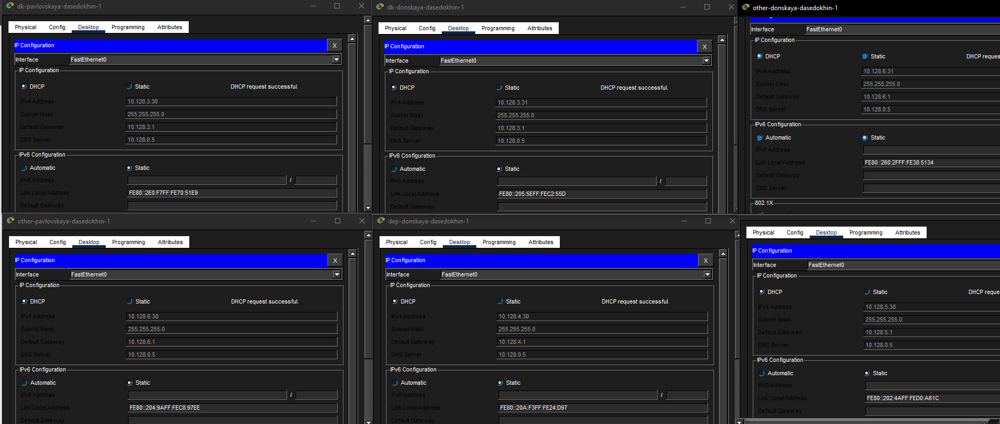 dk-pavlovskaya-dasedokhin-1
Physical Config Desktop Programming Attributes
IP Configuration X
Interface FastEthernet0
IP Configuration
DHCP Static DHCP request successful.
IPv4 Address 10.128.3.30
Subnet Mask 255.255.255.0
Default Gateway 10.128.3.1
DNS Server 10.128.0.5
IPv6 Configuration
Automatic Static
IPv6 Address /
Link Local Address FE80::2E0:F7FF:FE70:51E9
Default Gateway
dk-donskaya-dasedokhin-1
Physical Config Desktop Programming Attributes
IP Configuration X
Interface FastEthernet0
IP Configuration
DHCP Static DHCP request successful.
IPv4 Address 10.128.3.31
Subnet Mask 255.255.255.0
Default Gateway 10.128.3.1
DNS Server 10.128.0.5
IPv6 Configuration
Automatic Static
IPv6 Address /
Link Local Address FE80::205:5EFF:FEC2:55D
Default Gateway
other-donskaya-dasedokhin-1
Interface FastEthernet0
IP Configuration
DHCP Static DHCP reques
IPv4 Address 10.128.6.31
Subnet Mask 255.255.255.0
Default Gateway 10.128.6.1
DNS Server 10.128.0.5
IPv6 Configuration
Automatic Static
IPv6 Address
Link Local Address FE80::260:2FFF:FE38:5134
Default Gateway
DNS Server
802.1X
other-pavlovskaya-dasedokhin-1
Physical Config Desktop Programming Attributes
IP Configuration X
Interface FastEthernet0
IP Configuration
DHCP Static DHCP request successful.
IPv4 Address 10.128.6.30
Subnet Mask 255.255.255.0
Default Gateway 10.128.6.1
DNS Server 10.128.0.5
IPv6 Configuration
Automatic Static
IPv6 Address /
Link Local Address FE80::204:9AFF:FEC8:97EE
Default Gateway
dep-donskaya-dasedokhin-1
Physical Config Desktop Programming Attributes
IP Configuration X
Interface FastEthernet0
IP Configuration
DHCP Static DHCP request successful.
IPv4 Address 10.128.4.30
Subnet Mask 255.255.255.0
Default Gateway 10.128.4.1
DNS Server 10.128.0.5
IPv6 Configuration
Automatic Static
IPv6 Address /
Link Local Address FE80::20A:F3FF:FE24:D97
Default Gateway
Physical Config Desktop Programming Attributes
IP Configuration
Interface FastEthernet0
IP Configuration
DHCP Static DHCP reque
IPv4 Address 10.128.5.30
Subnet Mask 255.255.255.0
Default Gateway 10.128.5.1
DNS Server 10.128.0.5
IPv6 Configuration
Automatic Static
IPv6 Address
Link Local Address FE80::202:4AFF:FED0:A61C
Default Gateway